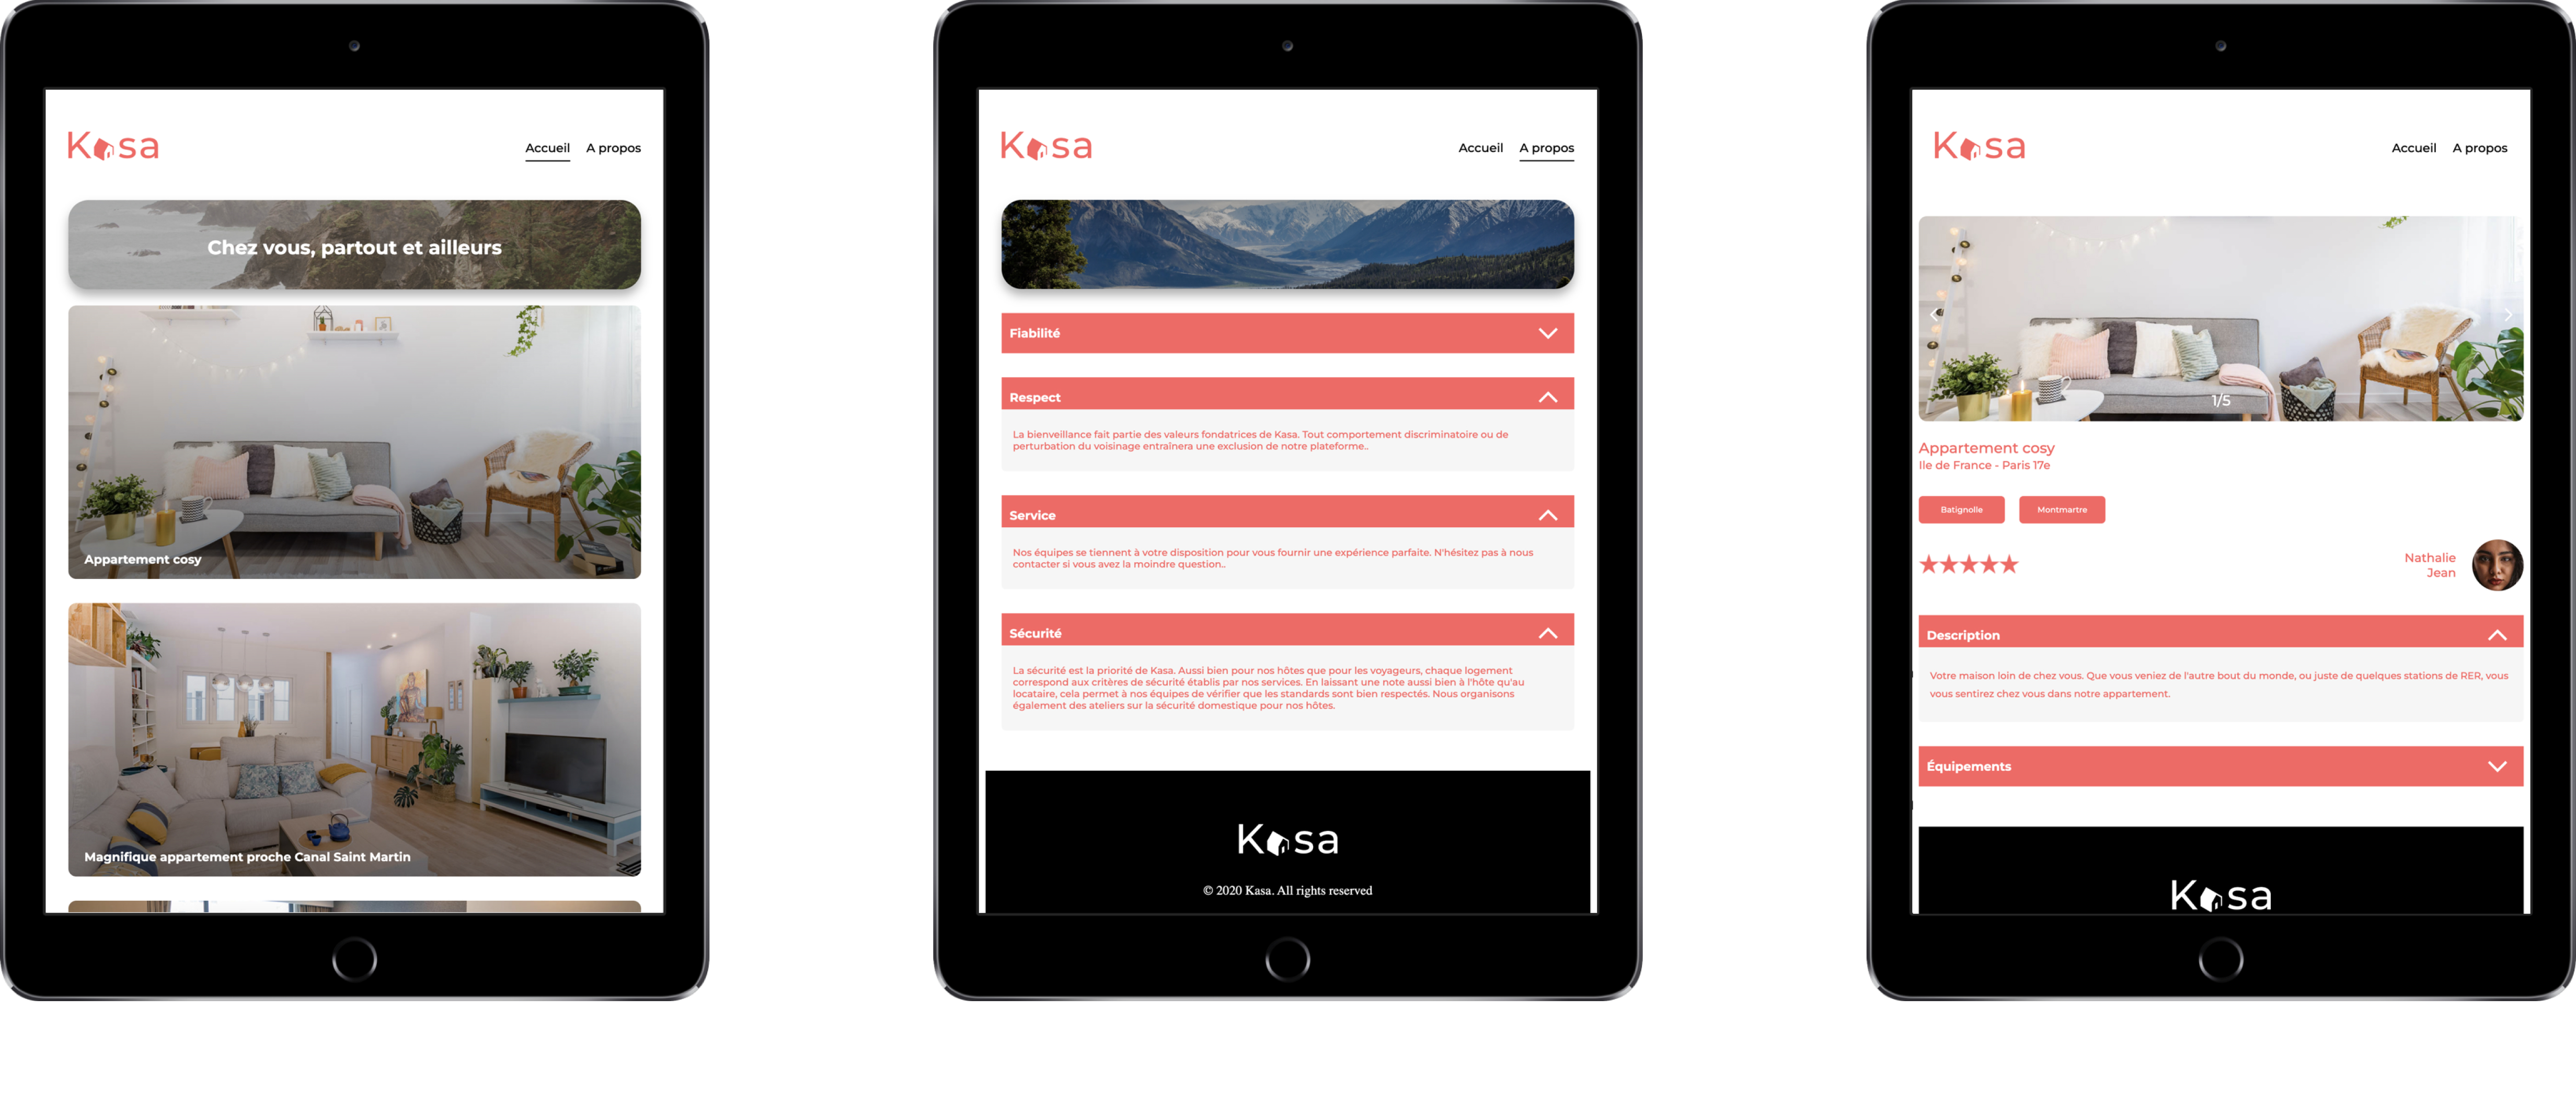 Kasa
Accueil A propos
Chez vous, partout et ailleurs
Appartement cosy
Magnifique appartement proche Canal Saint Martin
Kasa
Accueil A propos
Fiabilité
Respect
La bienveillance fait partie des valeurs fondatrices de Kasa. Tout comportement discriminatoire ou de
perturbation du voisinage entraînera une exclusion de notre plateforme..
Service
Nos équipes se tiennent à votre disposition pour vous fournir une expérience parfaite. N'hésitez pas à nous
contacter si vous avez la moindre question..
Sécurité
La sécurité est la priorité de Kasa. Aussi bien pour nos hôtes que pour les voyageurs, chaque logement
correspond aux critères de sécurité établis par nos services. En laissant une note aussi bien à l'hôte qu'au
locataire, cela permet à nos équipes de vérifier que les standards sont bien respectés. Nous organisons
également des ateliers sur la sécurité domestique pour nos hôtes.
Kasa
© 2020 Kasa. All rights reserved
Kasa
Accueil A propos
1/5
Appartement cosy
Ile de France - Paris 17e
Batignolle Montmartre
Nathalie
Jean
Description
Votre maison loin de chez vous. Que vous veniez de l'autre bout du monde, ou juste de quelques stations de RER, vous
vous sentirez chez vous dans notre appartement.
Équipements
Kasa